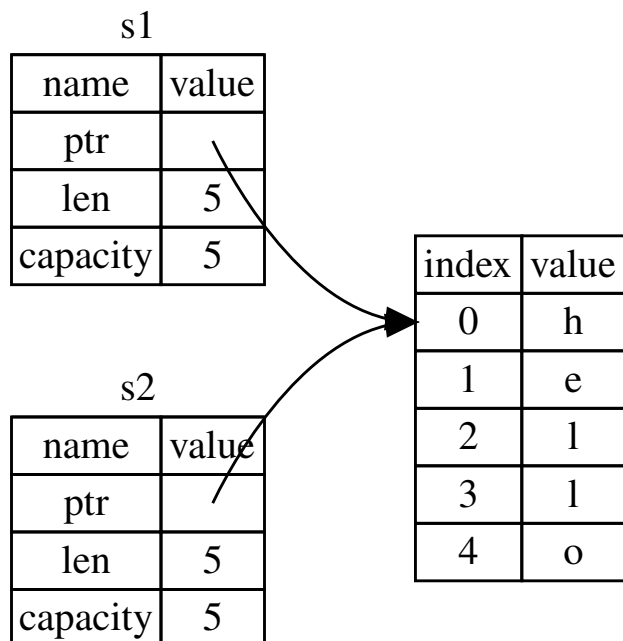 s1
name value
ptr
len 5
capacity 5
s2
name value
ptr
len 5
capacity 5
index value
0 h
1 e
2 l
3 l
4 o